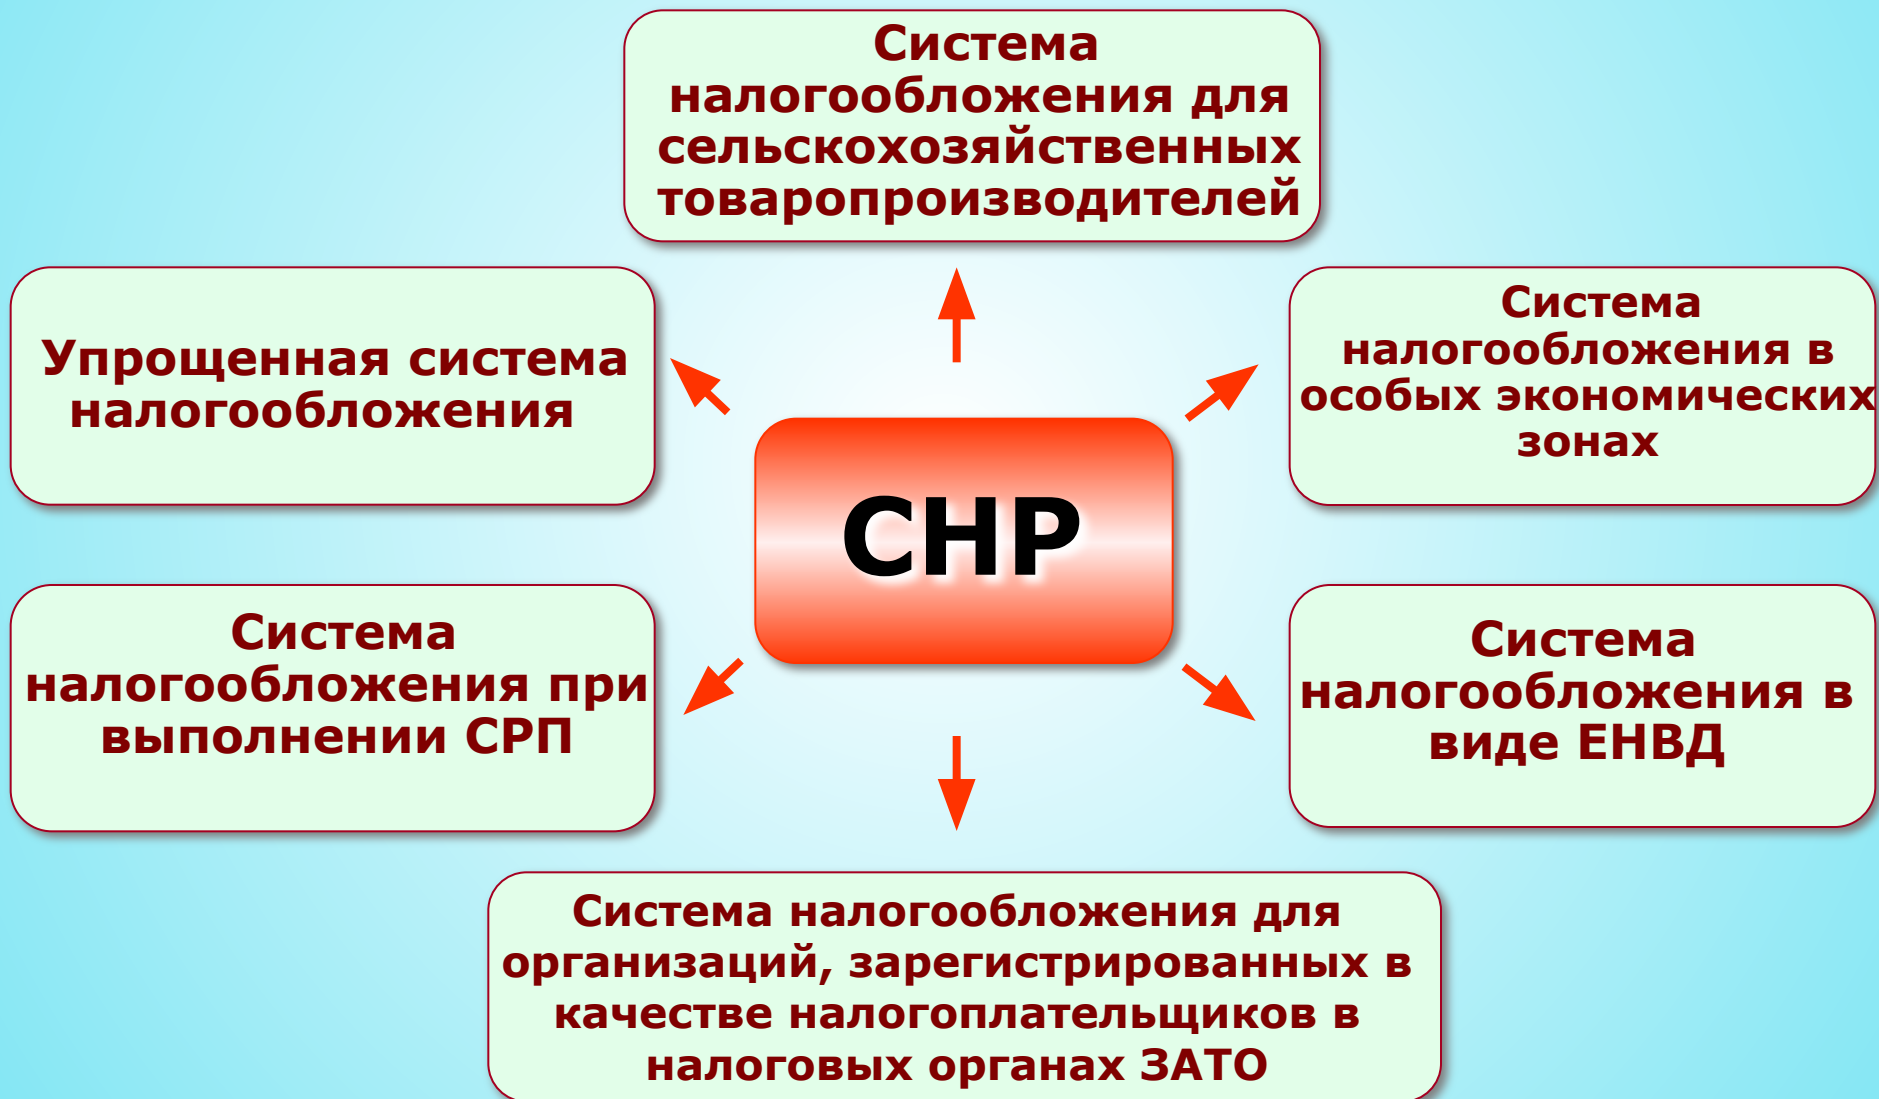 Система
налогообложения для
сельскохозяйственных
товаропроизводителей
Упрощенная система
налогообложения
Система
налогообложения в
особых экономических
зонах
СНР
Система
налогообложения при
выполнении СРП
Система
налогообложения в
виде ЕНВД
Система налогообложения для
организаций, зарегистрированных в
качестве налогоплательщиков в
налоговых органах ЗАТО